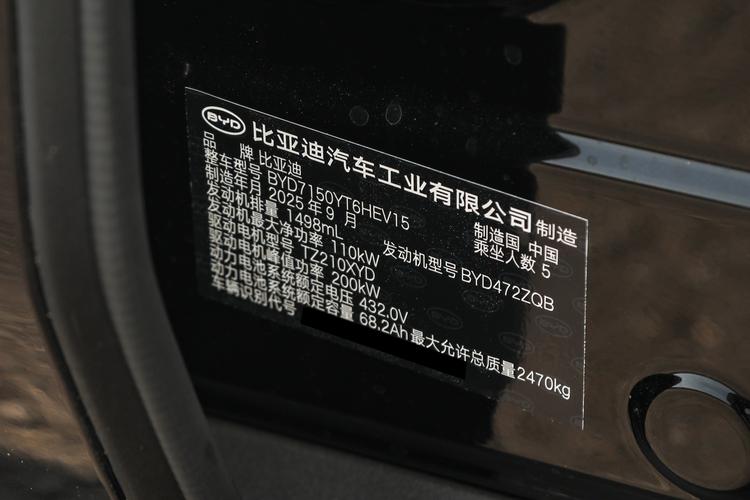 BYD 比亚迪汽车工业有限公司制造
品 牌 比亚迪 制造国 中国
整车型号 BYD7150YT6HEV15 乘坐人数 5
制造年月 2025年9月
发动机排量 1498mL 发动机型号 BYD472ZQB
发动机最大净功率 110kW
驱动电机型号 TZ210XYD
驱动电机峰值功率 200kW
动力电池系统额定电压 432.0V
动力电池系统额定容量 68.2Ah 最大允许总质量 2470kg
车辆识别代号